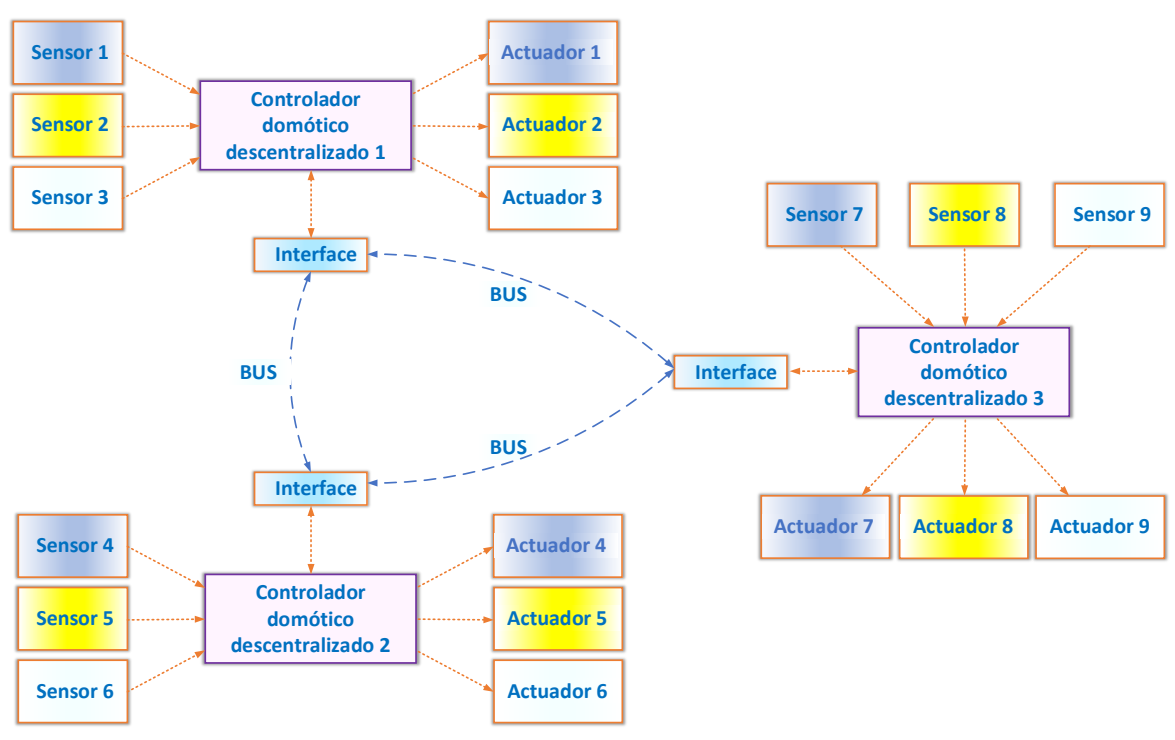 Sensor 1
Sensor 2
Sensor 3
Controlador
domótico
descentralizado 1
Actuador 1
Actuador 2
Actuador 3
Interface
BUS
BUS
BUS
Interface
Interface
Sensor 7
Sensor 8
Sensor 9
Controlador
domótico
descentralizado 3
Actuador 7
Actuador 8
Actuador 9
Sensor 4
Sensor 5
Sensor 6
Controlador
domótico
descentralizado 2
Actuador 4
Actuador 5
Actuador 6